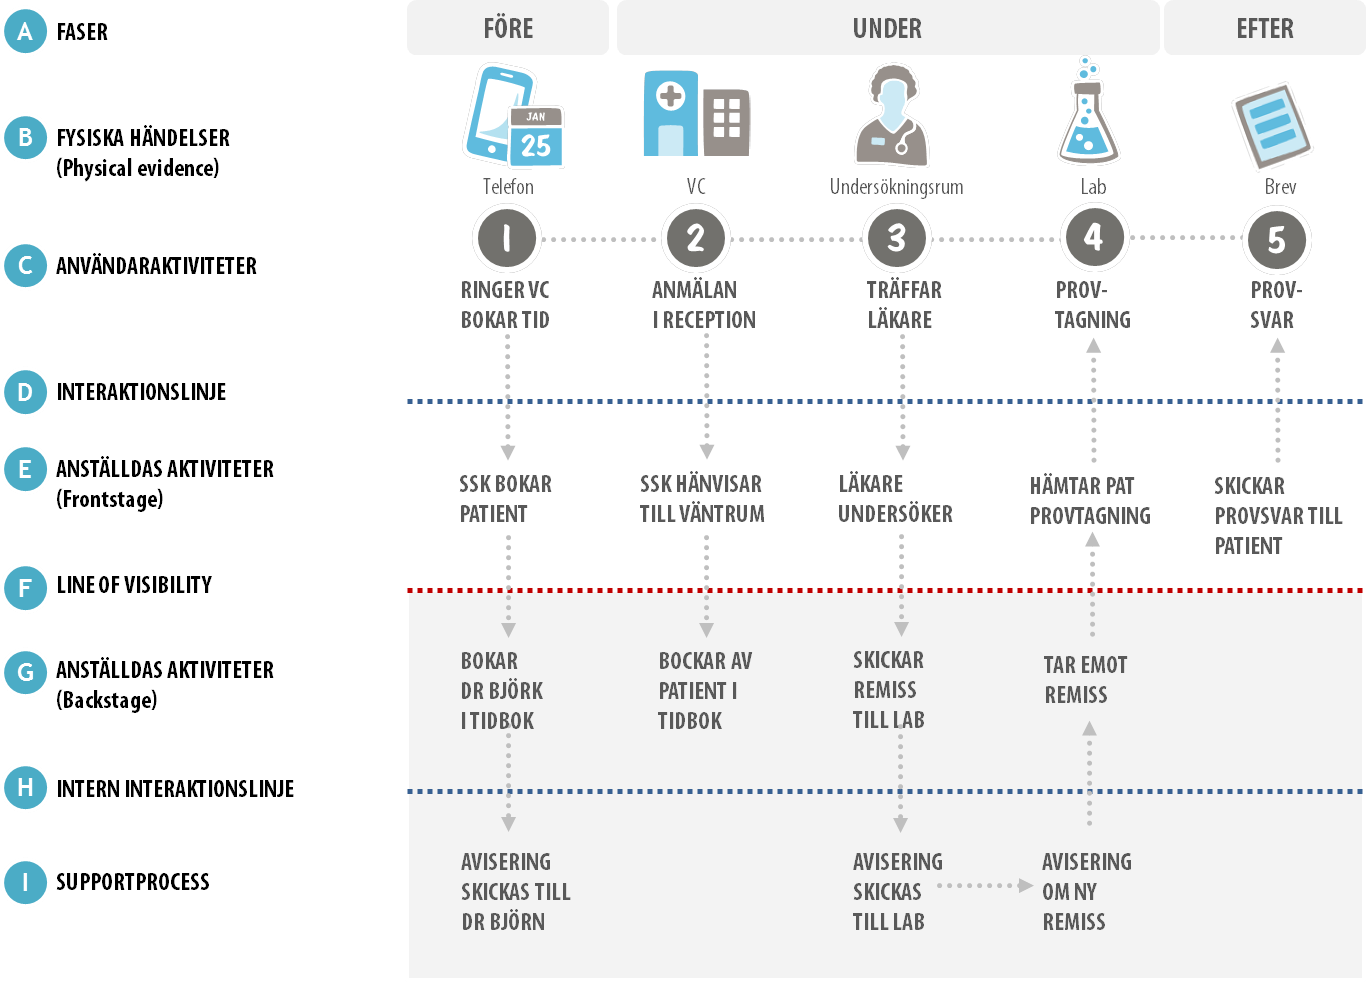 A FASER
FÖRE UNDER EFTER
JAN
25
B FYSISKA HÄNDELSER
(Physical evidence)
Telefon VC Undersökningsrum Lab Brev
1 2 3 4 5
C ANVÄNDARAKTIVITETER
RINGER VC
BOKAR TID
ANMÄLAN
I RECEPTION
TRÄFFAR
LÄKARE
PROV-
TAGNING
PROV-
SVAR
D INTERAKTIONSLINJE
E ANSTÄLLDAS AKTIVITETER
(Frontstage)
SSK BOKAR
PATIENT
SSK HÄNVISAR
TILL VÄNTRUM
LÄKARE
UNDERSÖKER
HÄMTAR PAT
PROVTAGNING
SKICKAR
PROVSVAR TILL
PATIENT
F LINE OF VISIBILITY
G ANSTÄLLDAS AKTIVITETER
(Backstage)
BOKAR
DR BJÖRK
I TIDBOK
BOCKAR AV
PATIENT I
TIDBOK
SKICKAR
REMISS
TILL LAB
TAR EMOT
REMISS
H INTERN INTERAKTIONSLINJE
I SUPPORTPROCESS
AVISERING
SKICKAS TILL
DR BJÖRN
AVISERING
SKICKAS
TILL LAB
AVISERING
OM NY
REMISS